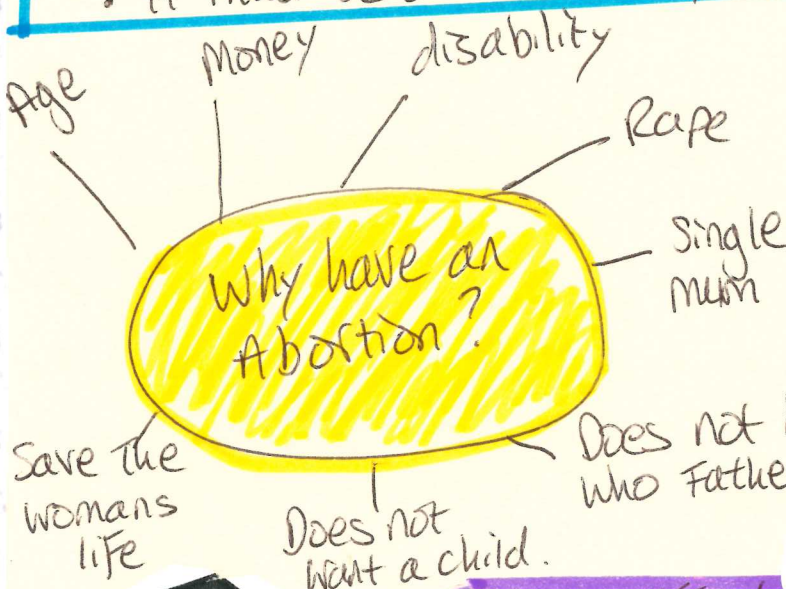 Age
money
disability
Rape
Single
mum
Why have an
Abortion?
Does not
who Fathe
Does not
want a child.
Save The
womans
life